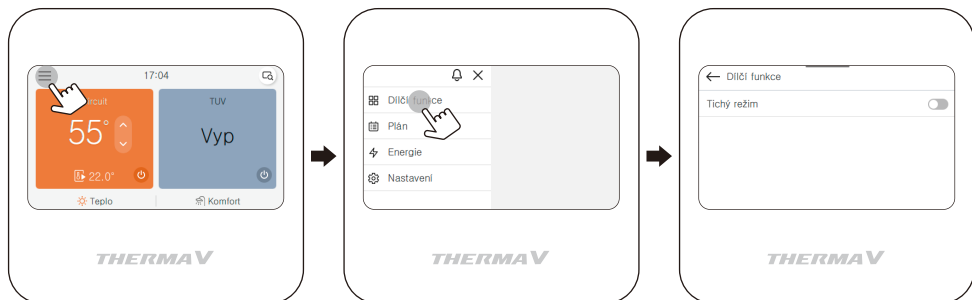 17:04
TUV
55°
Vyp
22.0°
Teplo
Komfort
THERMA V
Dílčí funkce
Plán
Energie
Nastavení
THERMA V
Dílčí funkce
Tichý režim
THERMA V